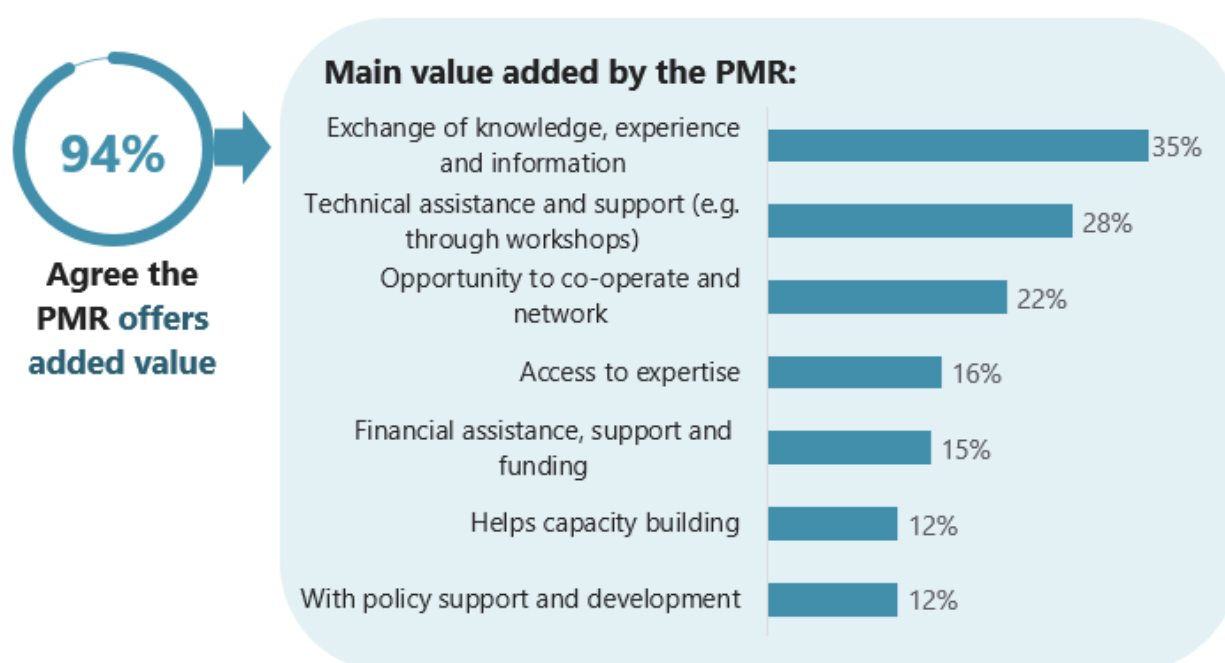 94%
Agree the
PMR offers
added value
Main value added by the PMR:
Exchange of knowledge, experience
and information
35%
Technical assistance and support (e.g.
through workshops)
28%
Opportunity to co-operate and
network
22%
Access to expertise
16%
Financial assistance, support and
funding
15%
Helps capacity building
12%
With policy support and development
12%